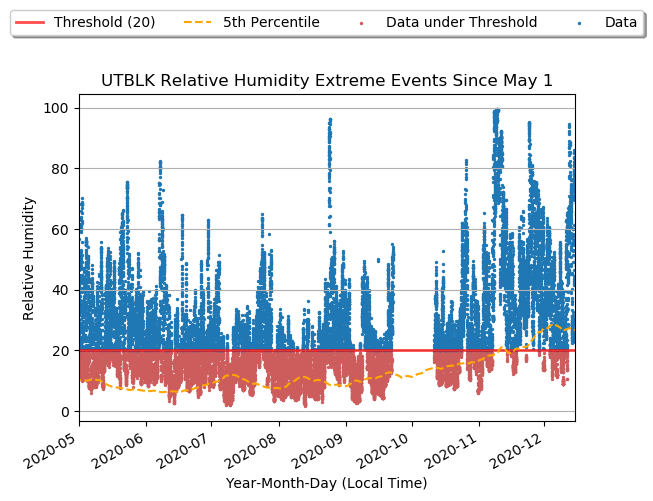 Threshold (20) 5th Percentile Data under Threshold Data
UTBLK Relative Humidity Extreme Events Since May 1
100
80
60
40
20
0
Relative Humidity
2020-05 2020-06 2020-07 2020-08 2020-09 2020-10 2020-11 2020-12
Year-Month-Day (Local Time)